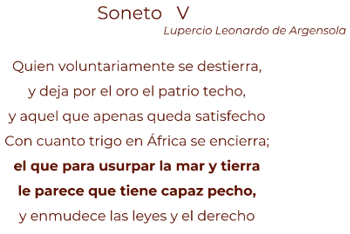 Soneto V
Lupercio Leonardo de Argensola
Quien voluntariamente se destierra,
y deja por el oro el patrio techo,
y aquel que apenas queda satisfecho
Con cuanto trigo en África se encierra;
el que para usurpar la mar y tierra
le parece que tiene capaz pecho,
y enmudece las leyes y el derecho